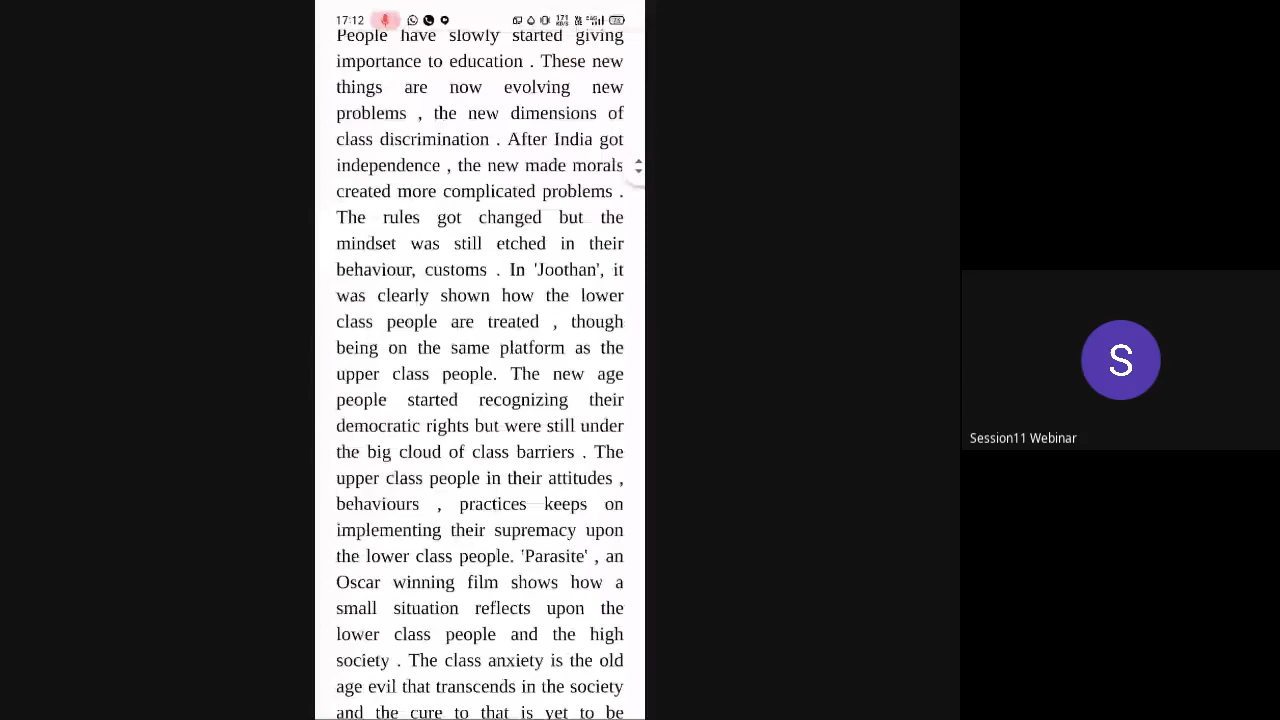 17:12
171
KB/S
People have slowly started giving
importance to education . These new
things are now evolving new
problems , the new dimensions of
class discrimination . After India got
independence , the new made morals
created more complicated problems .
The rules got changed but the
mindset was still etched in their
behaviour, customs . In 'Joothan', it
was clearly shown how the lower
class people are treated , though
being on the same platform as the
upper class people. The new age
people started recognizing their
democratic rights but were still under
the big cloud of class barriers . The
upper class people in their attitudes ,
behaviours , practices keeps on
implementing their supremacy upon
the lower class people. 'Parasite' , an
Oscar winning film shows how a
small situation reflects upon the
lower class people and the high
society . The class anxiety is the old
age evil that transcends in the society
and the cure to that is yet to be
S
Session11 Webinar